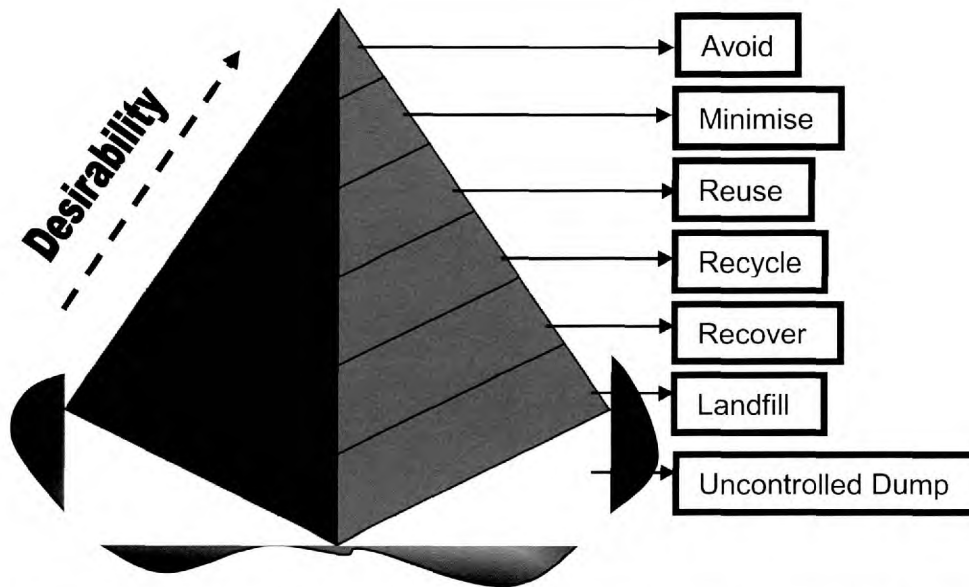 Desirability
Avoid
Minimise
Reuse
Recycle
Recover
Landfill
Uncontrolled Dump